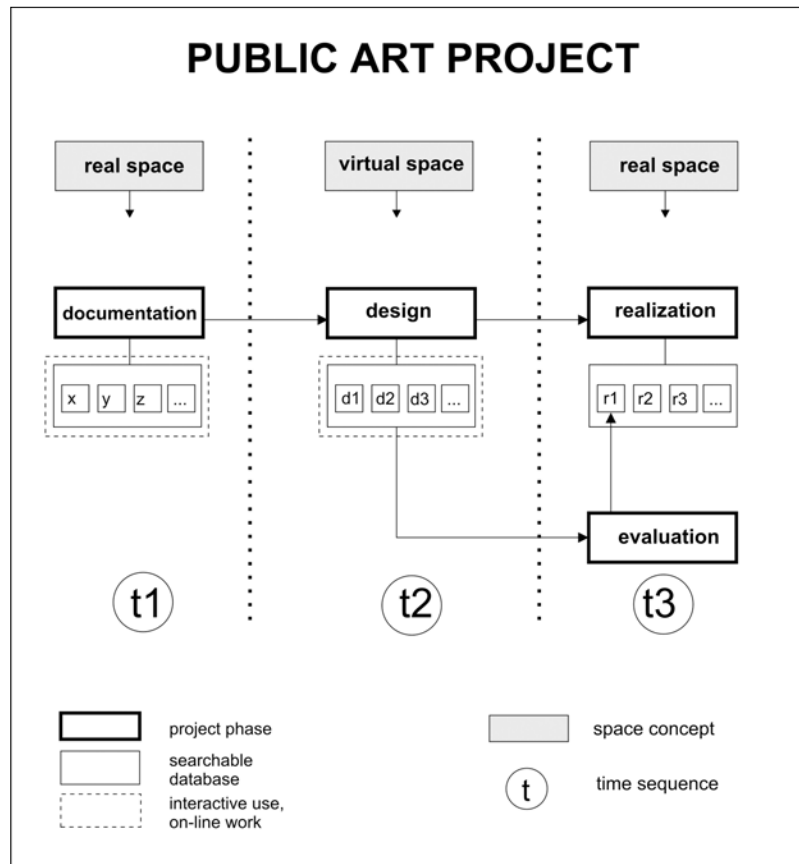 PUBLIC ART PROJECT
real space
virtual space
real space
documentation
design
realization
x y z ...
d1 d2 d3 ...
r1 r2 r3 ...
evaluation
t1
t2
t3
project phase
searchable
database
interactive use,
on-line work
space concept
t
time sequence